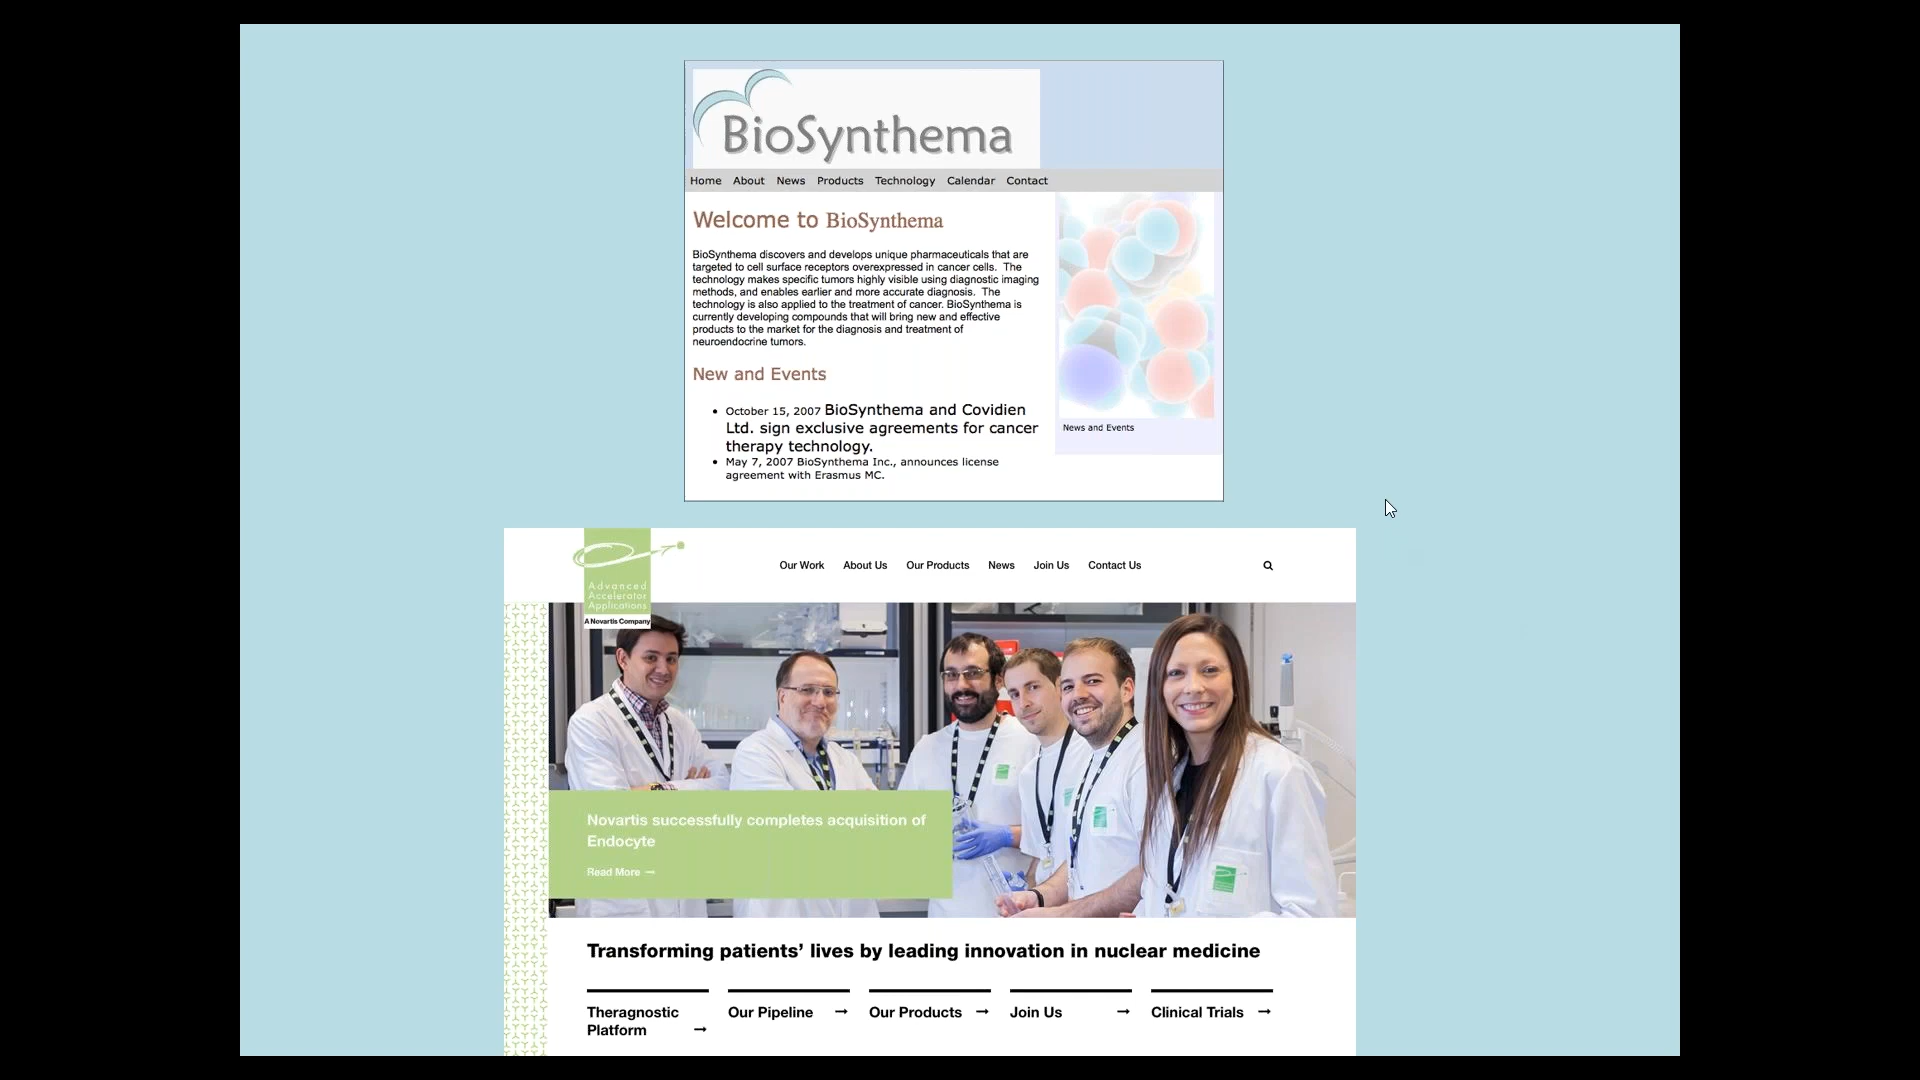 BioSynthema
Home About News Products Technology Calendar Contact
Welcome to BioSynthema
BioSynthema discovers and develops unique pharmaceuticals that are
targeted to cell surface receptors overexpressed in cancer cells. The
technology makes specific tumors highly visible using diagnostic imaging
methods, and enables earlier and more accurate diagnosis. The
technology is also applied to the treatment of cancer. BioSynthema is
currently developing compounds that will bring new and effective
products to the market for the diagnosis and treatment of
neuroendocrine tumors.
New and Events
• October 15, 2007 BioSynthema and Covidien
Ltd. sign exclusive agreements for cancer
therapy technology.
• May 7, 2007 BioSynthema Inc., announces license
agreement with Erasmus MC.
News and Events
Advanced
Accelerator
Applications
A Novartis Company
Our Work About Us Our Products News Join Us Contact Us
Novartis successfully completes acquisition of
Endocyte
Read More →
Transforming patients’ lives by leading innovation in nuclear medicine
Theragnostic
Platform →
Our Pipeline →
Our Products →
Join Us →
Clinical Trials →